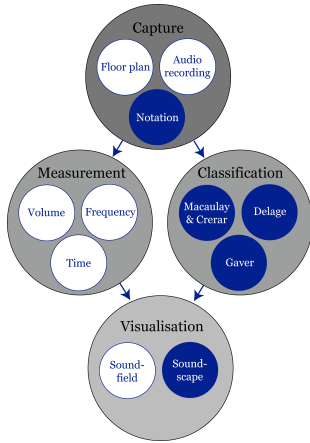 Capture
Floor plan
Audio
recording
Notation
Measurement
Volume
Frequency
Time
Classification
Macaulay
& Crerar
Delage
Gaver
Visualisation
Sound-
field
Sound-
scape